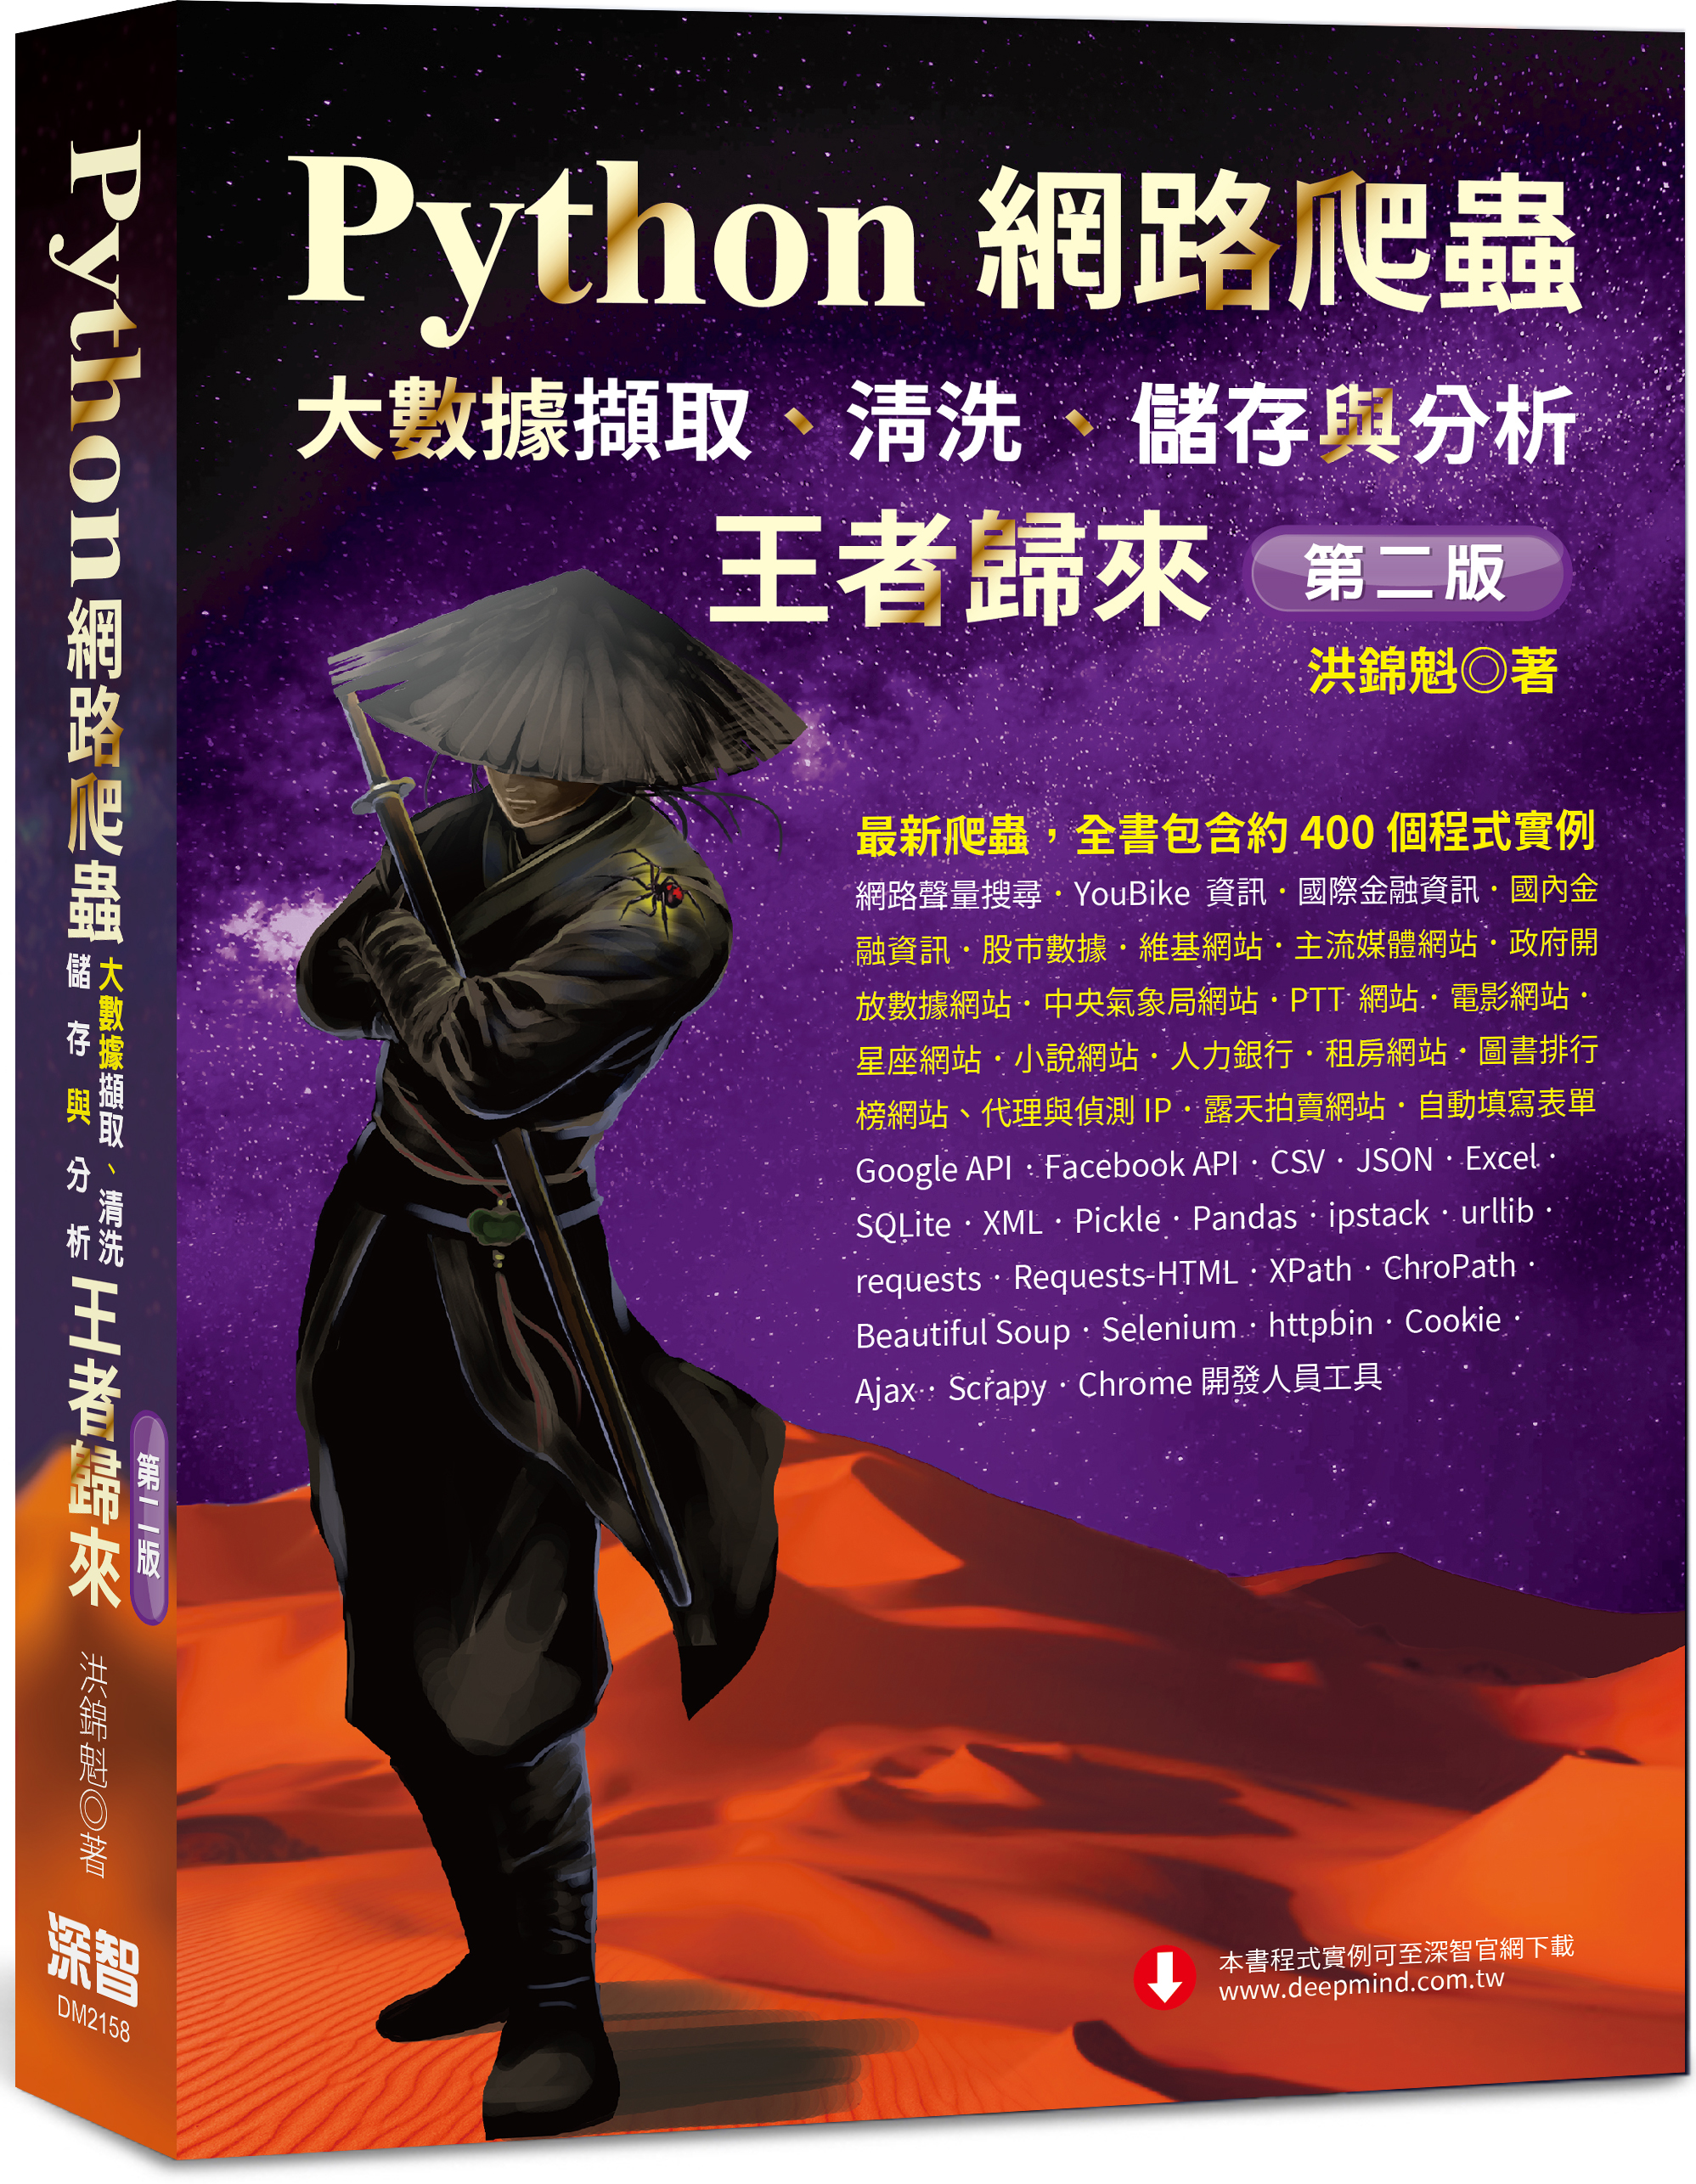 Python 網路爬蟲
大數據擷取、清洗、儲存與分析
王者歸來 第二版
洪錦魁◎著
最新爬蟲，全書包含約 400 個程式實例
網路聲量搜尋．YouBike 資訊．國際金融資訊．國內金
融資訊．股市數據．維基網站．主流媒體網站．政府開
放數據網站．中央氣象局網站．PTT 網站．電影網站．
星座網站．小說網站．人力銀行．租房網站．圖書排行
榜網站、代理與偵測 IP．露天拍賣網站．自動填寫表單
Google API．Facebook API．CSV．JSON．Excel．
SQLite．XML．Pickle．Pandas．ipstack．urllib．
requests．Requests-HTML．XPath．ChroPath．
Beautiful Soup．Selenium．httpbin．Cookie．
Ajax．Scrapy．Chrome 開發人員工具
本書程式實例可至深智官網下載
www.deepmind.com.tw
Python 網路爬蟲
大數據擷取、清洗
儲存與分析
王者歸來
第二版
洪錦魁◎著
深智
DM2158